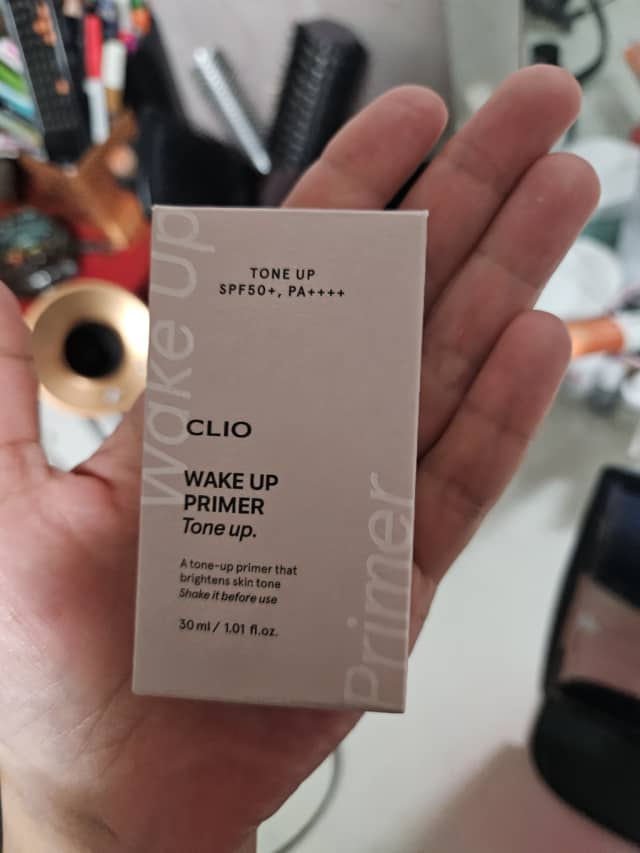 Wake Up
TONE UP
SPF50+, PA++++
CLIO
WAKE UP
PRIMER
Tone up.
A tone-up primer that
brightens skin tone
Shake it before use
30 ml / 1.01 fl.oz.
Primer